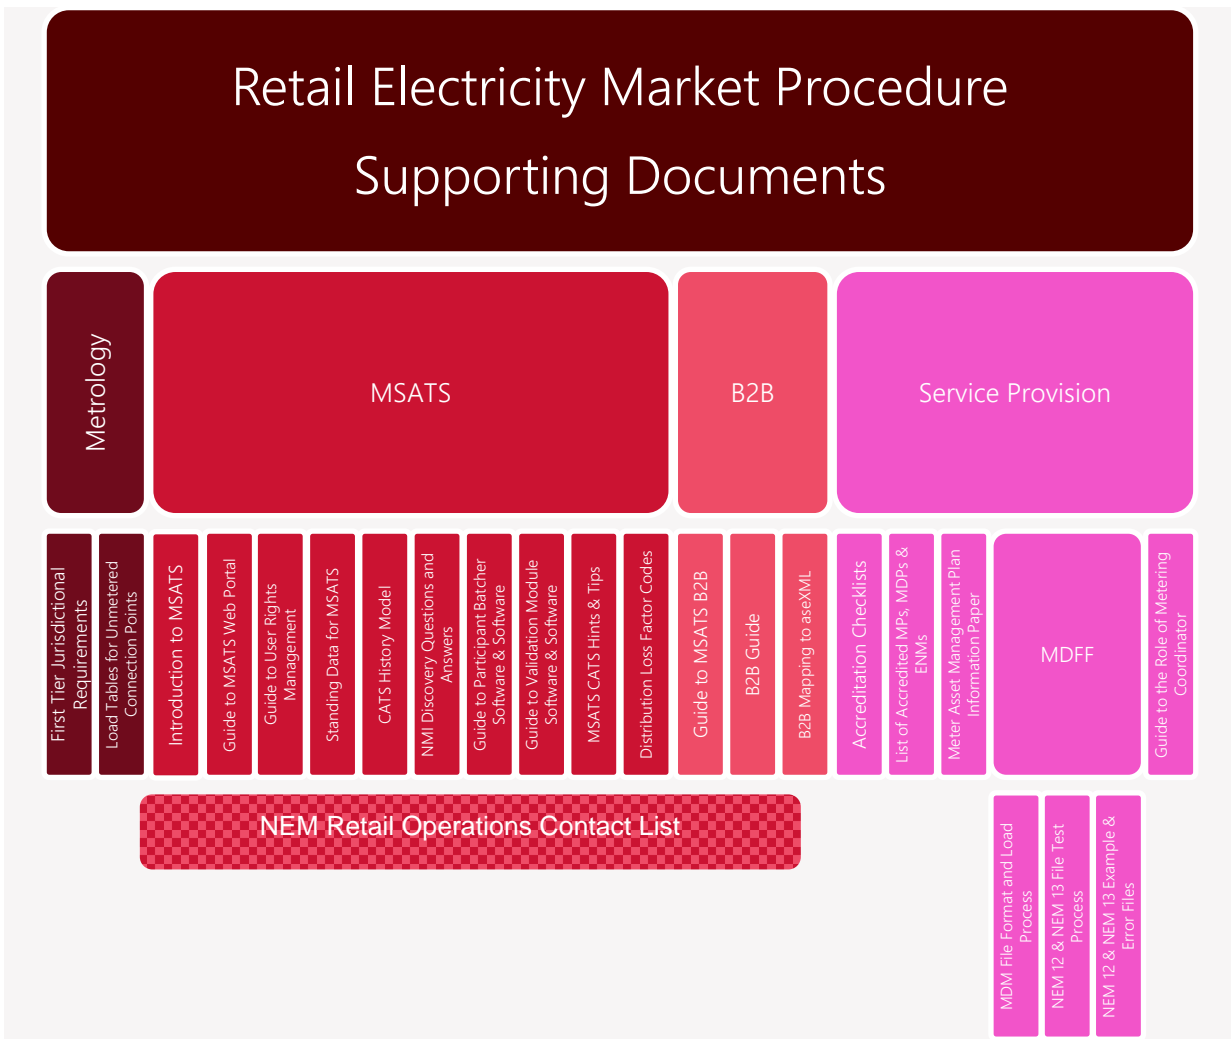 Retail Electricity Market Procedure
Supporting Documents
Metrology
MSATS
B2B
Service Provision
First Tier Jurisdictional
Requirements
Load Tables for Unmetered
Connection Points
Introduction to MSATS
Guide to MSATS Web Portal
Guide to User Rights
Management
Standing Data for MSATS
CATS History Model
NMI Discovery Questions and
Answers
Guide to Participant Batcher
Software & Software
Guide to Validation Module
Software & Software
MSATS CATS Hints & Tips
Distribution Loss Factor Codes
Guide to MSATS B2B
B2B Guide
B2B Mapping to aseXML
Accreditation Checklists
List of Accredited MPs, MDPs &
ENMs
Meter Asset Management Plan
Information Paper
MDFF
Guide to the Role of Metering
Coordinator
NEM Retail Operations Contact List
MDM File Format and Load
Process
NEM 12 & NEM 13 File Test
Process
NEM 12 & NEM 13 Example &
Error Files